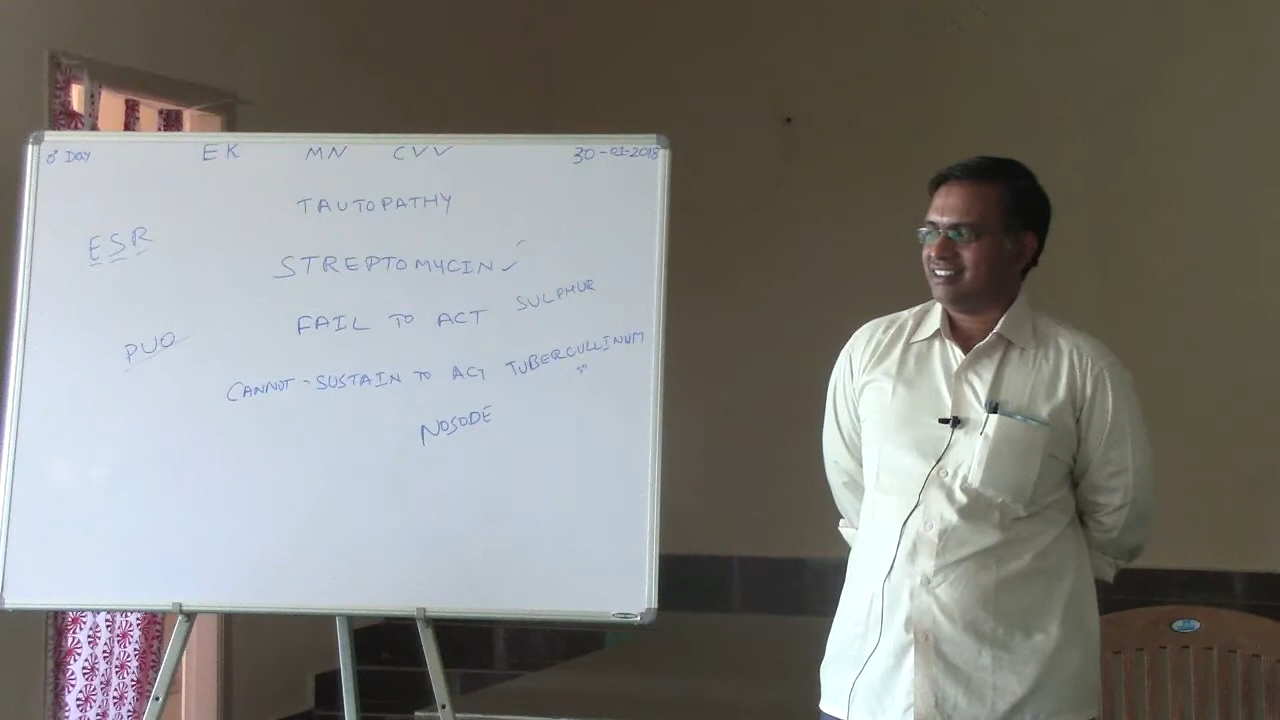 ♂ DAY EK MN CVV 30-01-2018
TAUTOPATHY
ESR
STREPTOMYCIN ✓
FAIL TO ACT SULPHUR
PUO
CANNOT - SUSTAIN TO ACT TUBERCULLINUM
NOSODE